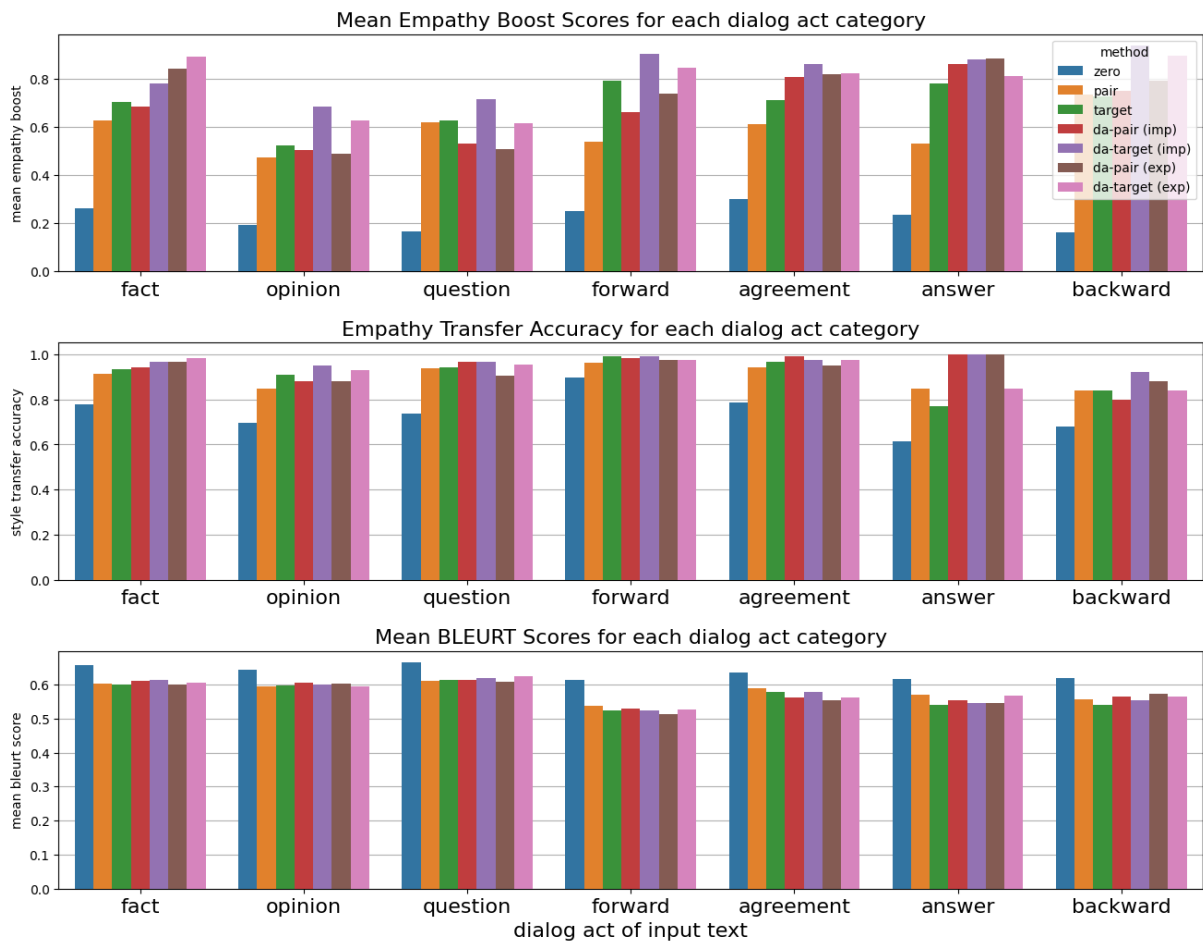 Mean Empathy Boost Scores for each dialog act category
mean empathy boost
0.8
0.6
0.4
0.2
0.0
method
zero
pair
target
da-pair (imp)
da-target (imp)
da-pair (exp)
da-target (exp)
fact opinion question forward agreement answer backward
Empathy Transfer Accuracy for each dialog act category
style transfer accuracy
1.0
0.8
0.6
0.4
0.2
0.0
fact opinion question forward agreement answer backward
Mean BLEURT Scores for each dialog act category
mean bleurt score
0.6
0.5
0.4
0.3
0.2
0.1
0.0
fact opinion question forward agreement answer backward
dialog act of input text